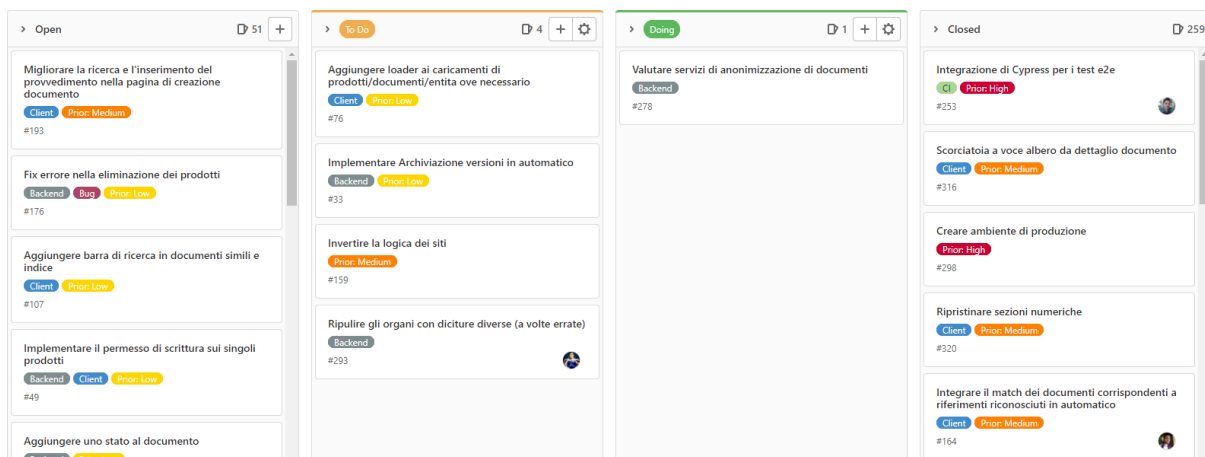 Open 51
Migliorare la ricerca e l'inserimento del
provvedimento nella pagina di creazione
documento
Client Prior: Medium
#193
Fix errore nella eliminazione dei prodotti
Backend Bug Prior: Low
#176
Aggiungere barra di ricerca in documenti simili e
indice
Client Prior: Low
#107
Implementare il permesso di scrittura sui singoli
prodotti
Backend Client Prior: Low
#49
Aggiungere uno stato al documento
To Do 4
Aggiungere loader ai caricamenti di
prodotti/documenti/entita ove necessario
Client Prior: Low
#76
Implementare Archiviazione versioni in automatico
Backend Prior: Low
#33
Invertire la logica dei siti
Prior: Medium
#159
Ripulire gli organi con diciture diverse (a volte errate)
Backend
#293
Doing 1
Valutare servizi di anonimizzazione di documenti
Backend
#278
Closed 259
Integrazione di Cypress per i test e2e
CI Prior: High
#253
Scorciatoia a voce albero da dettaglio documento
Client Prior: Medium
#316
Creare ambiente di produzione
Prior: High
#298
Ripristinare sezioni numeriche
Client Prior: Medium
#320
Integrare il match dei documenti corrispondenti a
riferimenti riconosciuti in automatico
Client Prior: Medium
#164